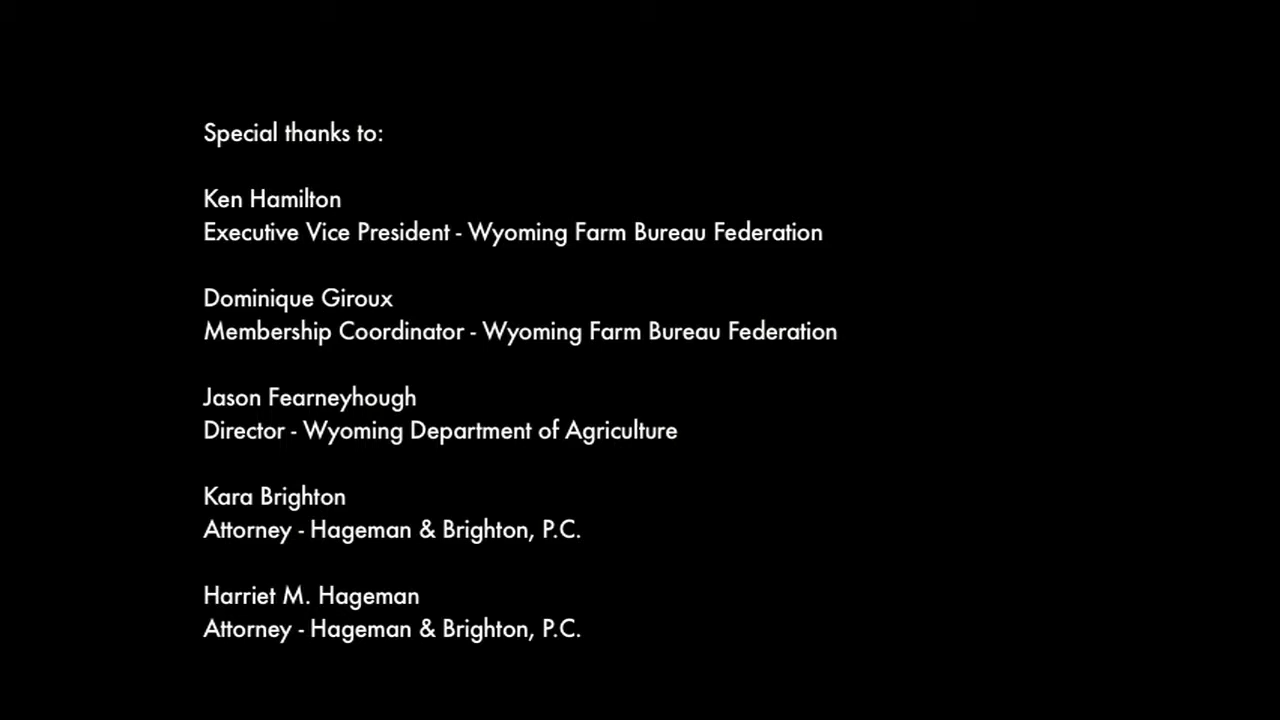 Special thanks to:
Ken Hamilton
Executive Vice President - Wyoming Farm Bureau Federation
Dominique Giroux
Membership Coordinator - Wyoming Farm Bureau Federation
Jason Fearneyhough
Director - Wyoming Department of Agriculture
Kara Brighton
Attorney - Hageman & Brighton, P.C.
Harriet M. Hageman
Attorney - Hageman & Brighton, P.C.